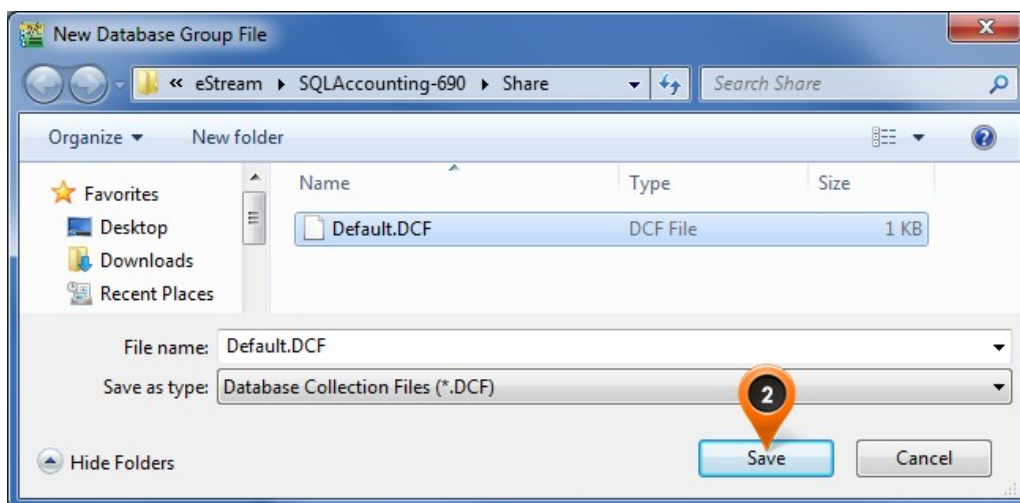 New Database Group File
x
« eStream ▸ SQLAccounting-690 ▸ Share
Search Share
Organize
New folder
?
Name Type Size
Favorites
Default.DCF DCF File 1 KB
Desktop
Downloads
Recent Places
File name: Default.DCF
Save as type: Database Collection Files (*.DCF)
2
Hide Folders
Save
Cancel